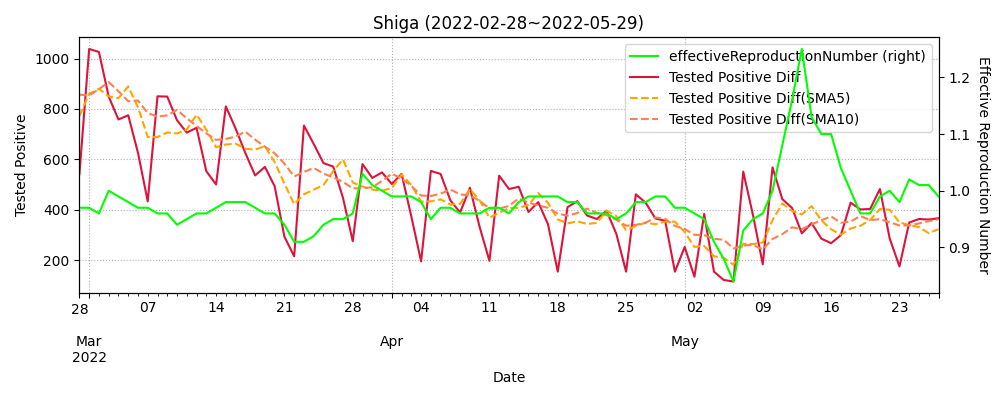 Shiga (2022-02-28~2022-05-29)
effectiveReproductionNumber (right)
Tested Positive Diff
Tested Positive Diff(SMA5)
Tested Positive Diff(SMA10)
Tested Positive
1000
800
600
400
200
Effective Reproduction Number
1.2
1.1
1.0
0.9
28 07 14 21 28 04 11 18 25 02 09 16 23
Mar Apr May
2022
Date